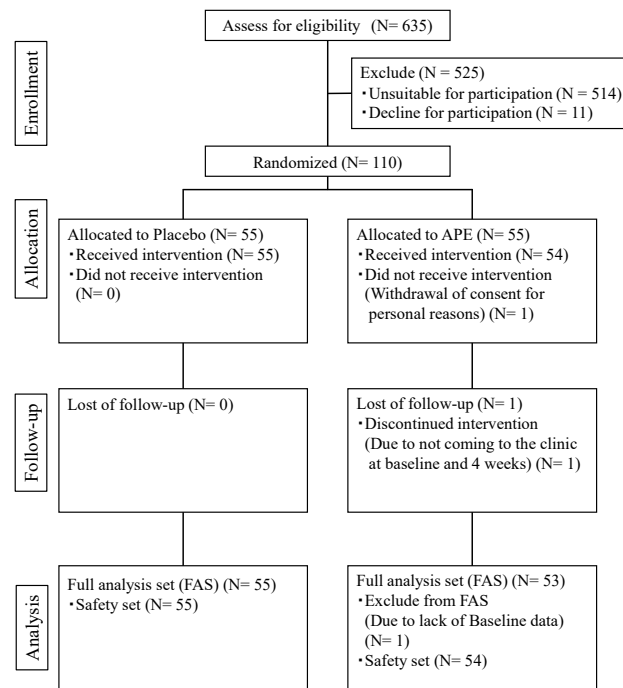 Assess for eligibility (N= 635)
Enrollment
Exclude (N = 525)
・Unsuitable for participation (N = 514)
・Decline for participation (N = 11)
Randomized (N= 110)
Allocation
Allocated to Placebo (N= 55)
・Received intervention (N= 55)
・Did not receive intervention
(N= 0)
Allocated to APE (N= 55)
・Received intervention (N= 54)
・Did not receive intervention
(Withdrawal of consent for
personal reasons) (N= 1)
Follow-up
Lost of follow-up (N= 0)
Lost of follow-up (N= 1)
・Discontinued intervention
(Due to not coming to the clinic
at baseline and 4 weeks) (N= 1)
Analysis
Full analysis set (FAS) (N= 55)
・Safety set (N= 55)
Full analysis set (FAS) (N= 53)
・Exclude from FAS
(Due to lack of Baseline data)
(N= 1)
・Safety set (N= 54)